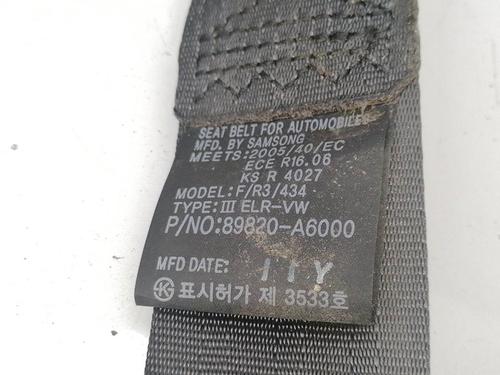 SEAT BELT FOR AUTOMOBILES
MFD. BY SAMSONG
MEETS:2005/40/EC
ECE R16.06
KS R 4027
MODEL: F/R3/434
TYPE: III ELR-VW
P/NO:89820-A6000
MFD DATE: 11Y
표시허가 제 3533호